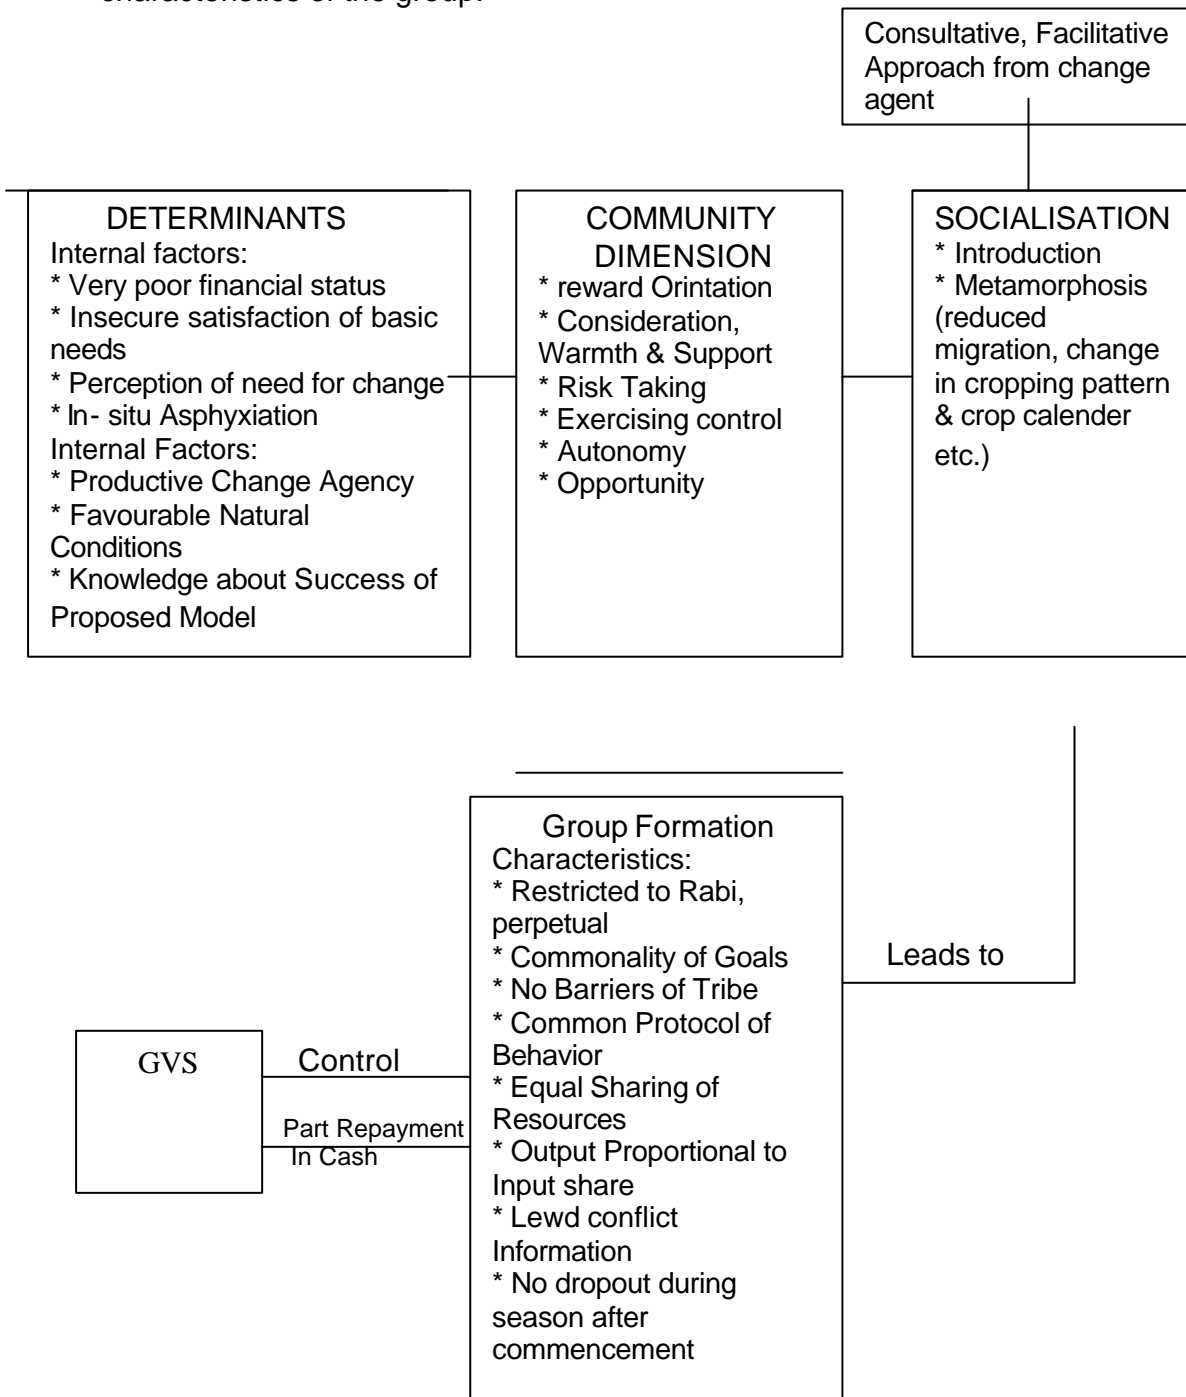 characteristics of the group.
Consultative, Facilitative
Approach from change
agent
DETERMINANTS
Internal factors:
* Very poor financial status
* Insecure satisfaction of basic
needs
* Perception of need for change
* In- situ Asphyxiation
Internal Factors:
* Productive Change Agency
* Favourable Natural
Conditions
* Knowledge about Success of
Proposed Model
COMMUNITY
DIMENSION
* reward Orintation
* Consideration,
Warmth & Support
* Risk Taking
* Exercising control
* Autonomy
* Opportunity
SOCIALISATION
* Introduction
* Metamorphosis
(reduced
migration, change
in cropping pattern
& crop calender
etc.)
Group Formation
Characteristics:
* Restricted to Rabi,
perpetual
* Commonality of Goals
* No Barriers of Tribe
* Common Protocol of
Behavior
* Equal Sharing of
Resources
* Output Proportional to
Input share
* Lewd conflict
Information
* No dropout during
season after
commencement
Leads to
GVS
Control
Part Repayment
In Cash